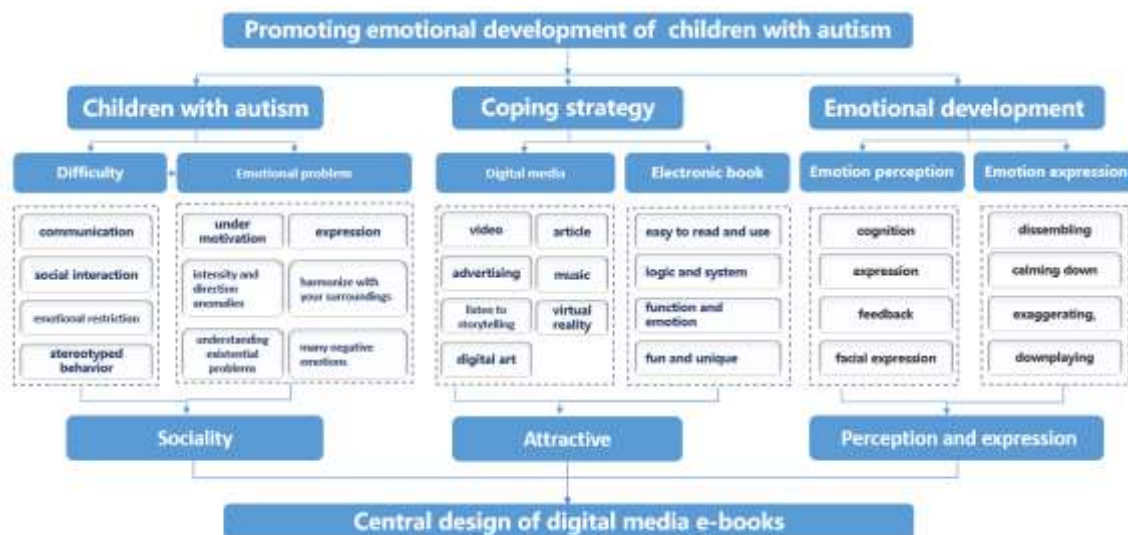 Promoting emotional development of children with autism
Children with autism
Coping strategy
Emotional development
Difficulty
Emotional problem
Digital media
Electronic book
Emotion perception
Emotion expression
communication
social interaction
emotional restriction
stereotyped
behavior
under
motivation
expression
intensity and
direction
anomalies
harmonize with
your surroundings
understanding
existential
problems
many negative
emotions
video
article
advertising
music
listen to
storytelling
virtual
reality
digital art
easy to read and use
logic and system
function and
emotion
fun and unique
cognition
expression
feedback
facial expression
dissembling
calming down
exaggerating,
downplaying
Sociality
Attractive
Perception and expression
Central design of digital media e-books